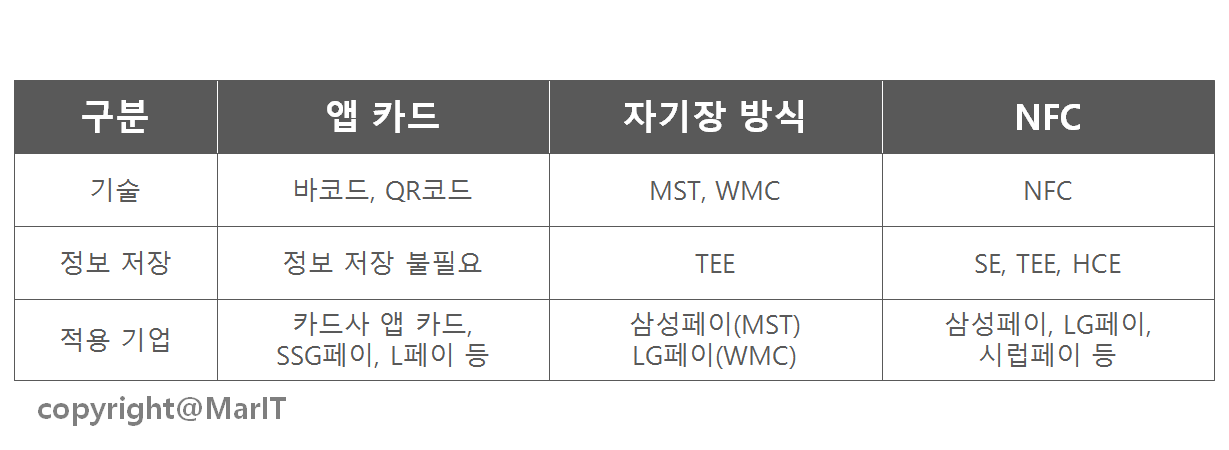 구분 앱 카드 자기장 방식 NFC
기술 바코드, QR코드 MST, WMC NFC
정보 저장 정보 저장 불필요 TEE SE, TEE, HCE
적용 기업 카드사 앱 카드, 삼성페이(MST) 삼성페이, LG페이,
SSG페이, L페이 등 LG페이(WMC) 시럽페이 등
copyright@MarIT